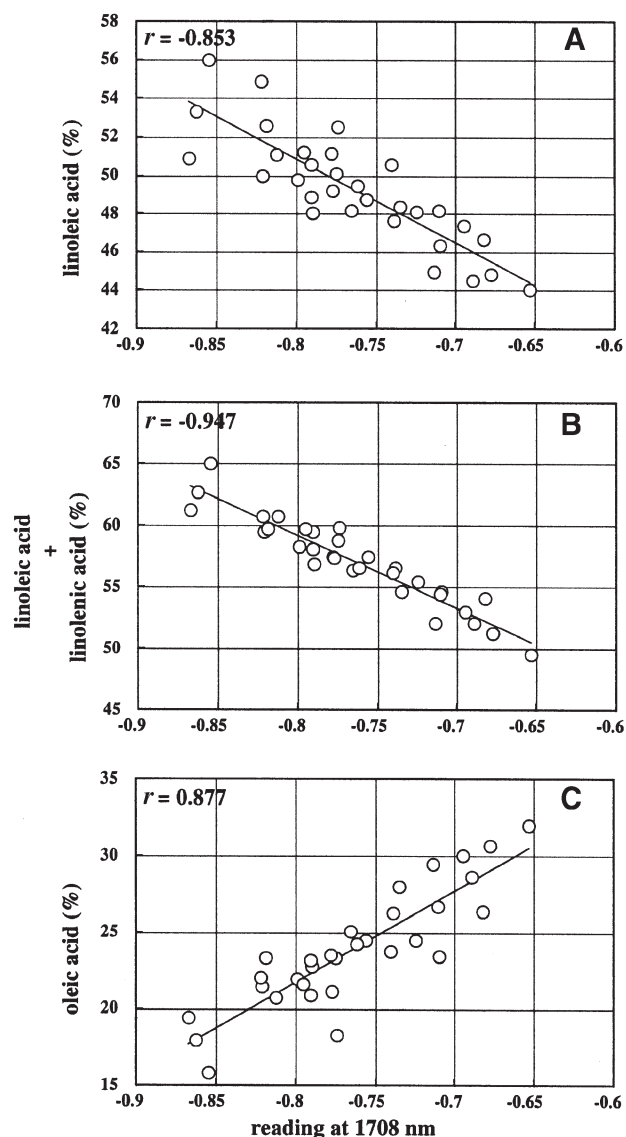 58
r = -0.853
A
56
54
52
50
48
46
44
42
linoleic acid (%)
-0.9 -0.85 -0.8 -0.75 -0.7 -0.65 -0.6
70
r = -0.947
B
65
60
55
50
45
linoleic acid
+
linolenic acid (%)
-0.9 -0.85 -0.8 -0.75 -0.7 -0.65 -0.6
35
r = 0.877
C
30
25
20
15
oleic acid (%)
-0.9 -0.85 -0.8 -0.75 -0.7 -0.65 -0.6
reading at 1708 nm